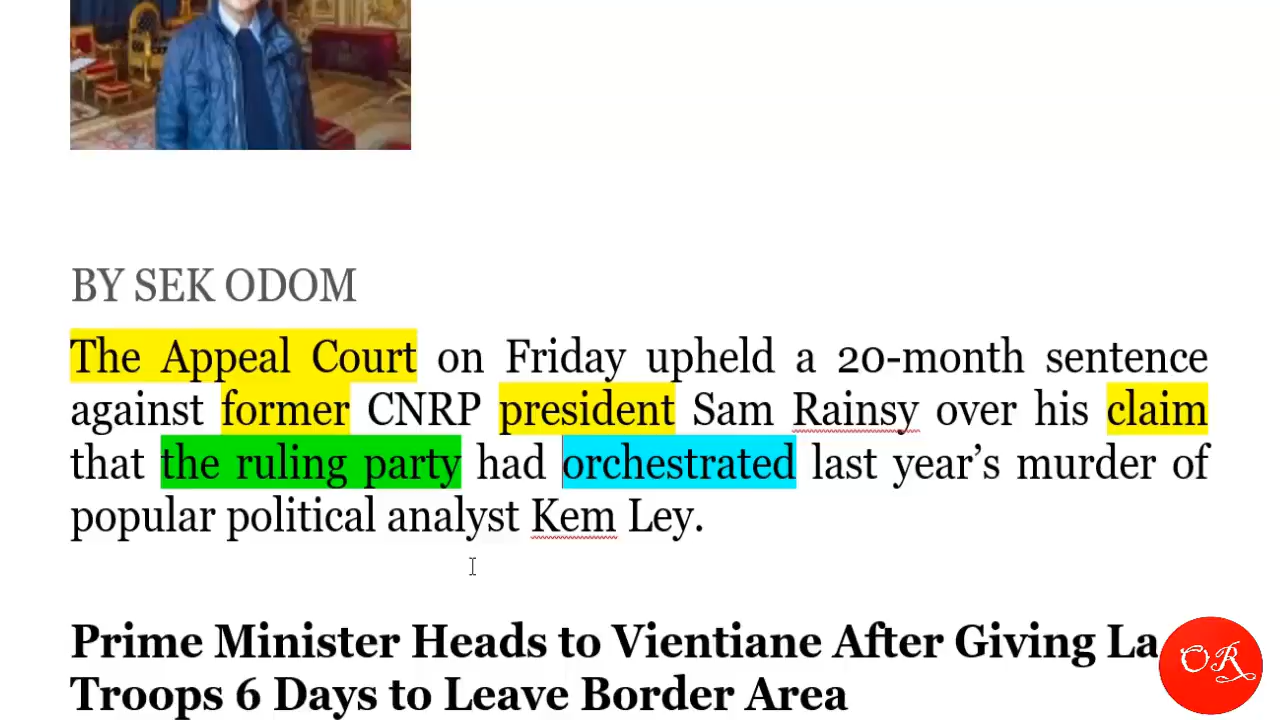 BY SEK ODOM
The Appeal Court on Friday upheld a 20-month sentence
against former CNRP president Sam Rainsy over his claim
that the ruling party had orchestrated last year’s murder of
popular political analyst Kem Ley.
Prime Minister Heads to Vientiane After Giving La
Troops 6 Days to Leave Border Area
OR